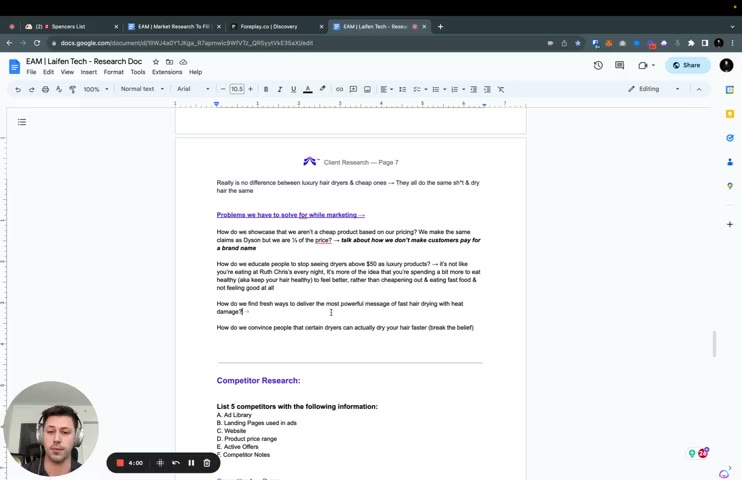 Spencers List
EAM | Market Research To Fill
Foreplay.co | Discovery
EAM | Laifen Tech - Resea
EAM | Laifen Tech - Research Doc
File Edit View Insert Format Tools Extensions Help
Share
100% Normal text Arial 10.5 Editing
Client Research — Page 7
Really is no difference between luxury hair dryers & cheap ones → They all do the same sh*t & dry
hair the same
Problems we have to solve for while marketing →
How do we showcase that we aren't a cheap product based on our pricing? We make the same
claims as Dyson but we are ⅓ of the price? → talk about how we don't make customers pay for
a brand name
How do we educate people to stop seeing dryers above $50 as luxury products? → it's not like
you're eating at Ruth Chris's every night, It's more of the idea that you're spending a bit more to eat
healthy (aka keep your hair healthy) to feel better, rather than cheapening out & eating fast food &
not feeling good at all
How do we find fresh ways to deliver the most powerful message of fast hair drying with heat
damage? →
How do we convince people that certain dryers can actually dry your hair faster (break the belief)
Competitor Research:
List 5 competitors with the following information:
A. Ad Library
B. Landing Pages used in ads
C. Website
D. Product price range
E. Active Offers
F. Competitor Notes
4:00
26